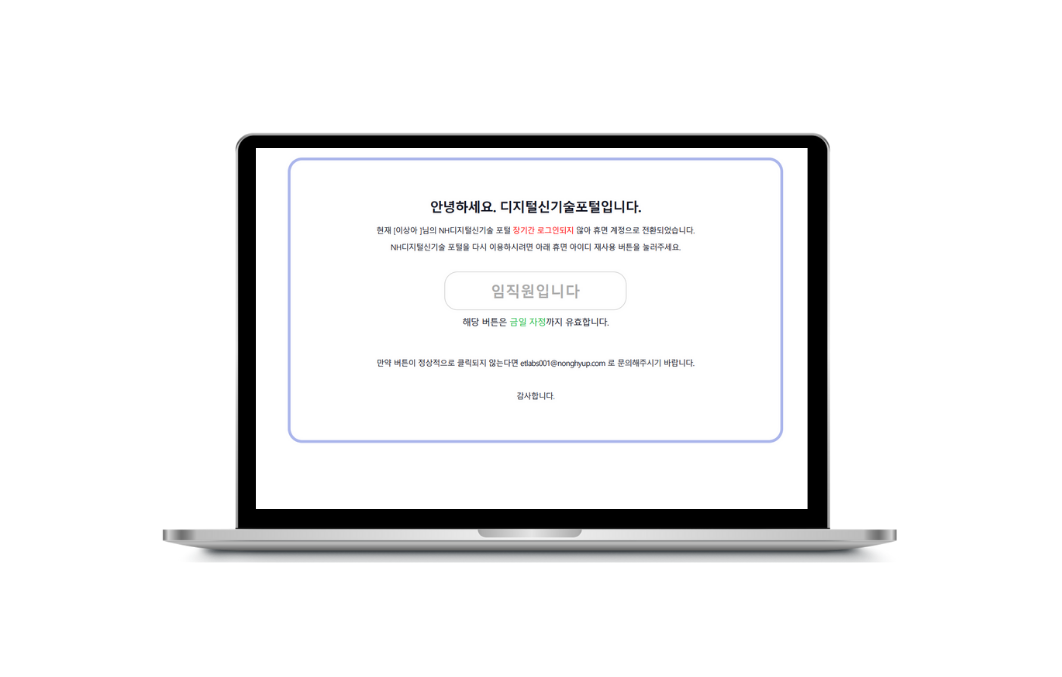 안녕하세요. 디지털신기술포털입니다.
현재 [이상아 ]님의 NH디지털신기술 포털 장기간 로그인되지 않아 휴면 계정으로 전환되었습니다.
NH디지털신기술 포털을 다시 이용하시려면 아래 휴면 아이디 재사용 버튼을 눌러주세요.
임직원입니다
해당 버튼은 금일 자정까지 유효합니다.
만약 버튼이 정상적으로 클릭되지 않는다면 etlabs001@nonghyup.com 로 문의해주시기 바랍니다.
감사합니다.